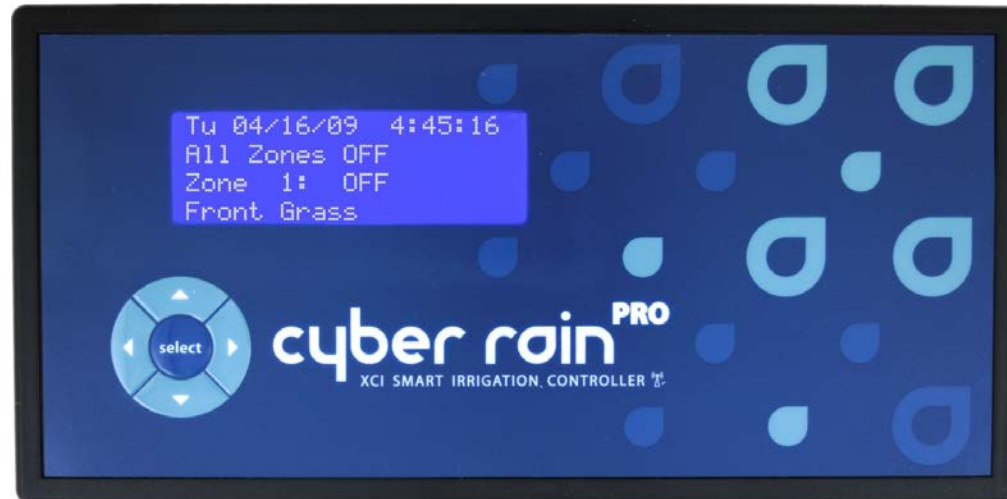 Tu 04/16/09 4:45:16
All Zones OFF
Zone 1: OFF
Front Grass
select
cyber rain PRO
XCI SMART IRRIGATION CONTROLLER